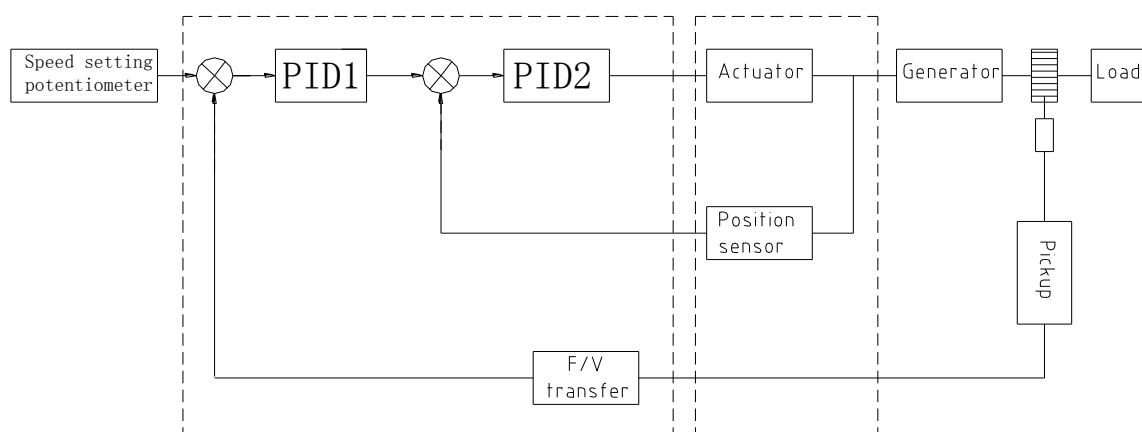 Speed setting
potentiometer
PID1
PID2
Actuator
Generator
Load
Position
sensor
Pickup
F/V
transfer